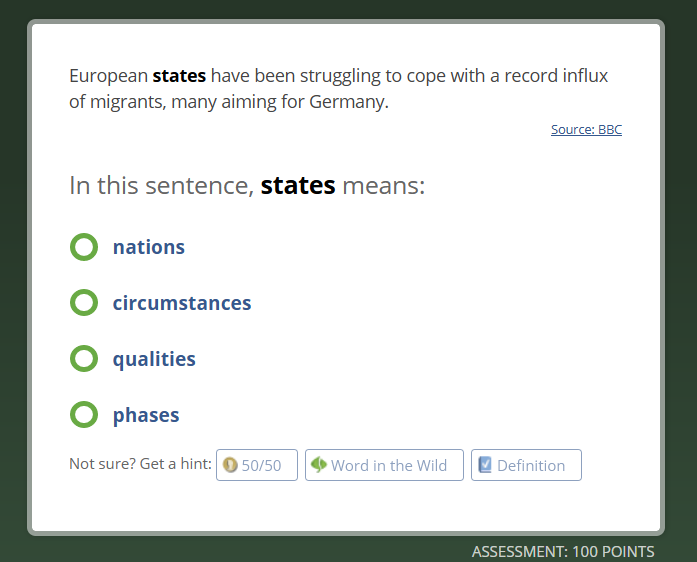 European states have been struggling to cope with a record influx
of migrants, many aiming for Germany.
Source: BBC
In this sentence, states means:
nations
circumstances
qualities
phases
Not sure? Get a hint: 50/50 Word in the Wild Definition
ASSESSMENT: 100 POINTS